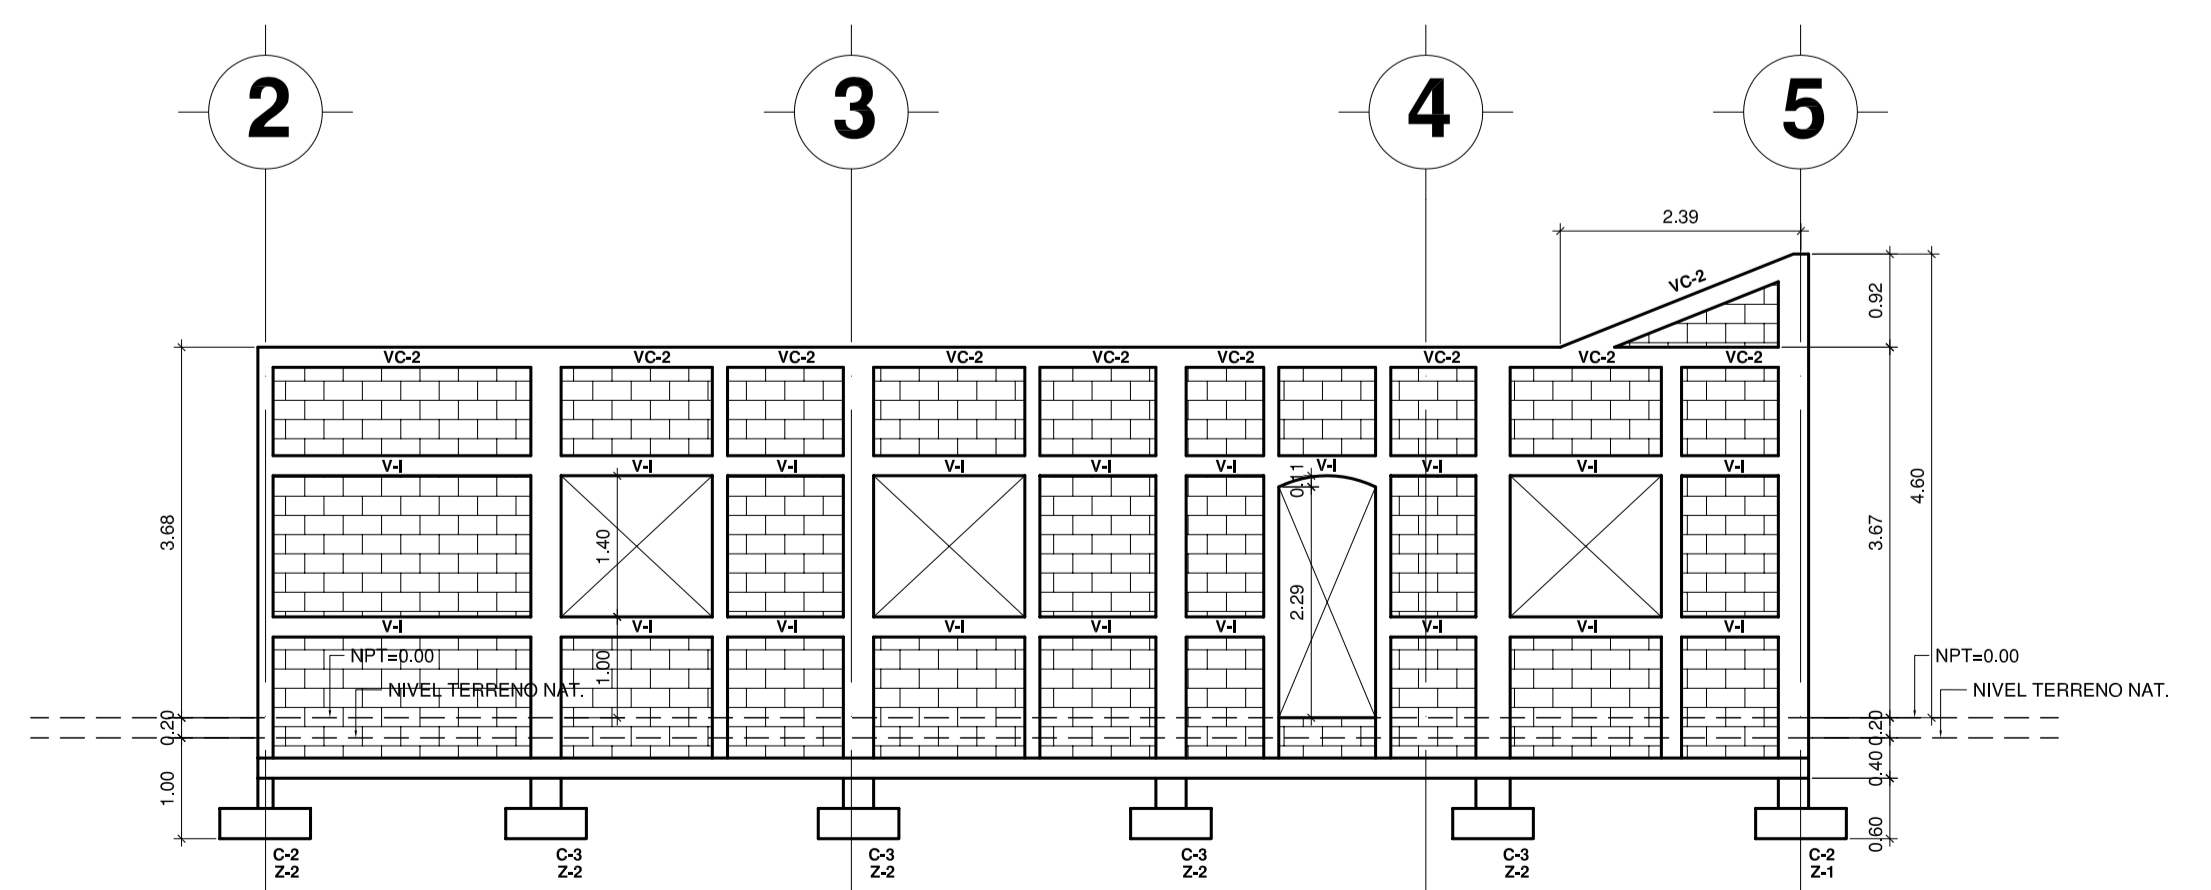 2 3 4 5
2.39
VC-2
0.92
VC-2 VC-2 VC-2 VC-2 VC-2 VC-2 VC-2 VC-2 VC-2
V-I V-I V-I V-I V-I V-I V-I V-I V-I V-I
0.11
4.60
3.68
1.40
3.67
2.29
V-I V-I V-I V-I V-I V-I V-I V-I V-I
1.00
NPT=0.00
NPT=0.00
NIVEL TERRENO NAT.
NIVEL TERRENO NAT.
0.20
0.20
0.40
1.00
0.60
C-2 C-3 C-3 C-3 C-3 C-2
Z-2 Z-2 Z-2 Z-2 Z-2 Z-1